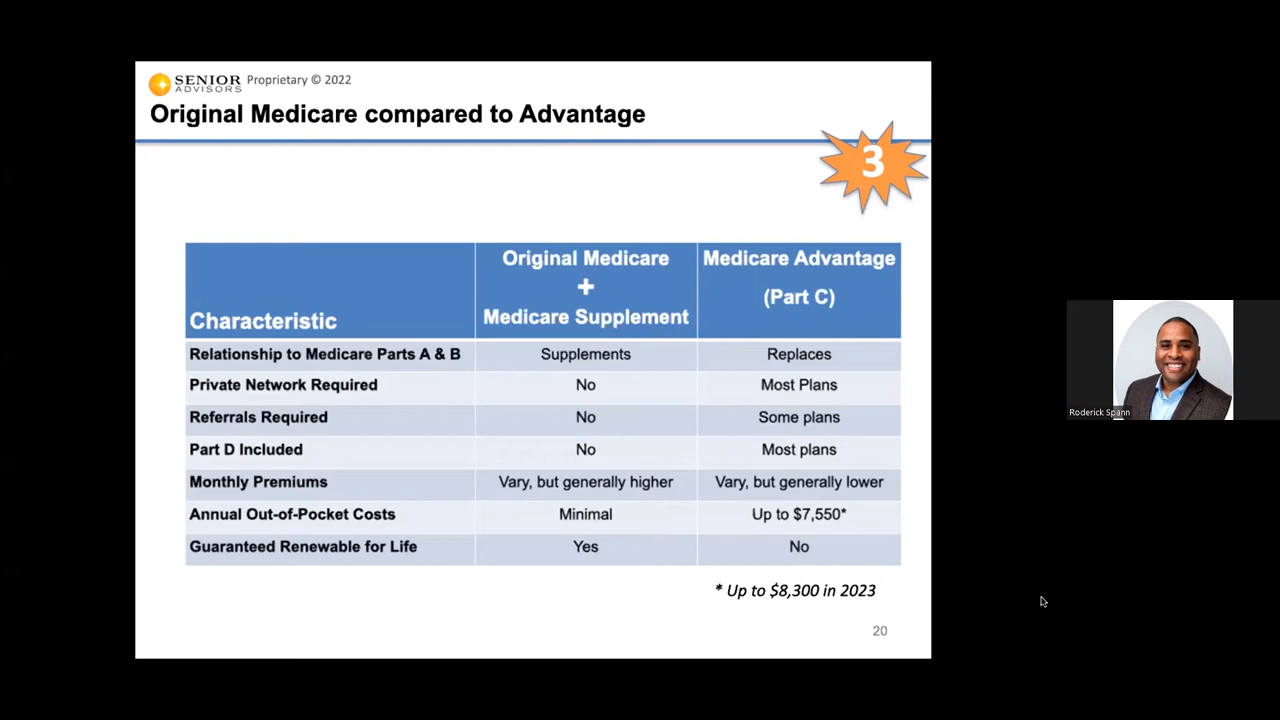 SENIOR
ADVISORS
Proprietary © 2022
Original Medicare compared to Advantage
3
Characteristic
Original Medicare
+
Medicare Supplement
Medicare Advantage
(Part C)
Relationship to Medicare Parts A & B Supplements Replaces
Private Network Required No Most Plans
Referrals Required No Some plans
Part D Included No Most plans
Monthly Premiums Vary, but generally higher Vary, but generally lower
Annual Out-of-Pocket Costs Minimal Up to $7,550*
Guaranteed Renewable for Life Yes No
* Up to $8,300 in 2023
20
Roderick Spann